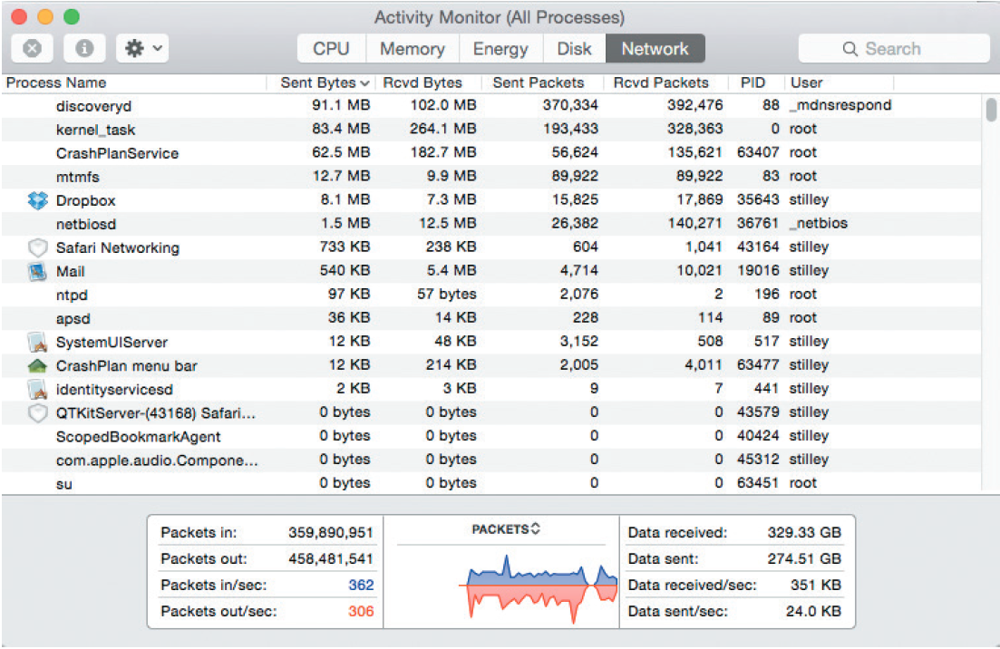 Activity Monitor (All Processes)
CPU Memory Energy Disk Network Search
Process Name Sent Bytes Rcvd Bytes Sent Packets Rcvd Packets PID User
discoveryd 91.1 MB 102.0 MB 370,334 392,476 88 _mdnsrespond
kernel_task 83.4 MB 264.1 MB 193,433 328,363 0 root
CrashPlanService 62.5 MB 182.7 MB 56,624 135,621 63407 root
mtmfs 12.7 MB 9.9 MB 89,922 89,922 83 root
Dropbox 8.1 MB 7.3 MB 15,825 17,869 35643 stilley
netbiosd 1.5 MB 12.5 MB 26,382 140,271 36761 _netbios
Safari Networking 733 KB 238 KB 604 1,041 43164 stilley
Mail 540 KB 5.4 MB 4,714 10,021 19016 stilley
ntpd 97 KB 57 bytes 2,076 2 196 root
apsd 36 KB 14 KB 228 114 89 root
SystemUIServer 12 KB 48 KB 3,152 508 517 stilley
CrashPlan menu bar 12 KB 214 KB 2,005 4,011 63477 stilley
identityservicesd 2 KB 3 KB 9 7 441 stilley
QTKitServer-(43168) Safari... 0 bytes 0 bytes 0 0 43579 stilley
ScopedBookmarkAgent 0 bytes 0 bytes 0 0 40424 stilley
com.apple.audio.Compone... 0 bytes 0 bytes 0 0 45312 stilley
su 0 bytes 0 bytes 0 0 63451 root
Packets in: 359,890,951 PACKETS Data received: 329.33 GB
Packets out: 458,481,541 Data sent: 274.51 GB
Packets in/sec: 362 Data received/sec: 351 KB
Packets out/sec: 306 Data sent/sec: 24.0 KB